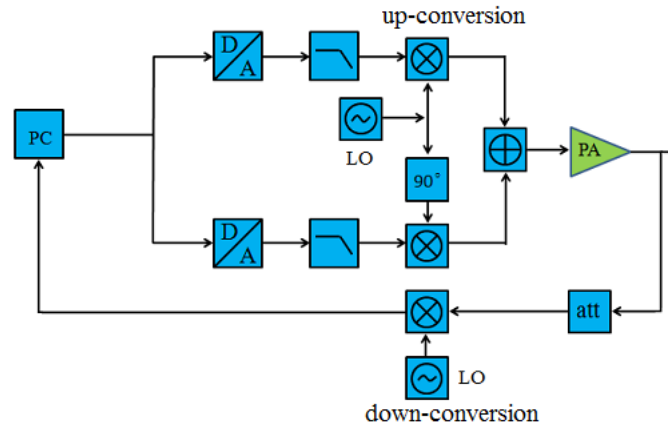 up-conversion
D
A
PC
LO
90°
PA
D
A
att
LO
down-conversion